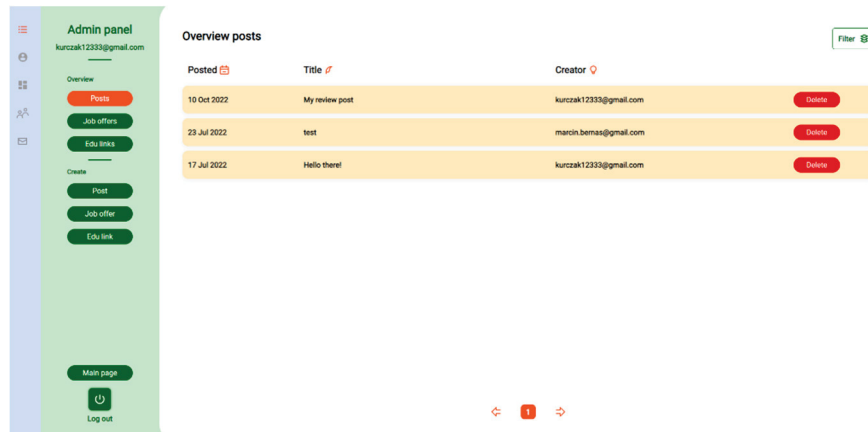 Admin panel
kurczak12333@gmail.com
Overview
Posts
Job offers
Edu links
Create
Post
Job offer
Edu link
Main page
Log out
Overview posts
Filter
Posted Title Creator
10 Oct 2022 My review post kurczak12333@gmail.com Delete
23 Jul 2022 test marcin.bernas@gmail.com Delete
17 Jul 2022 Hello there! kurczak12333@gmail.com Delete
1